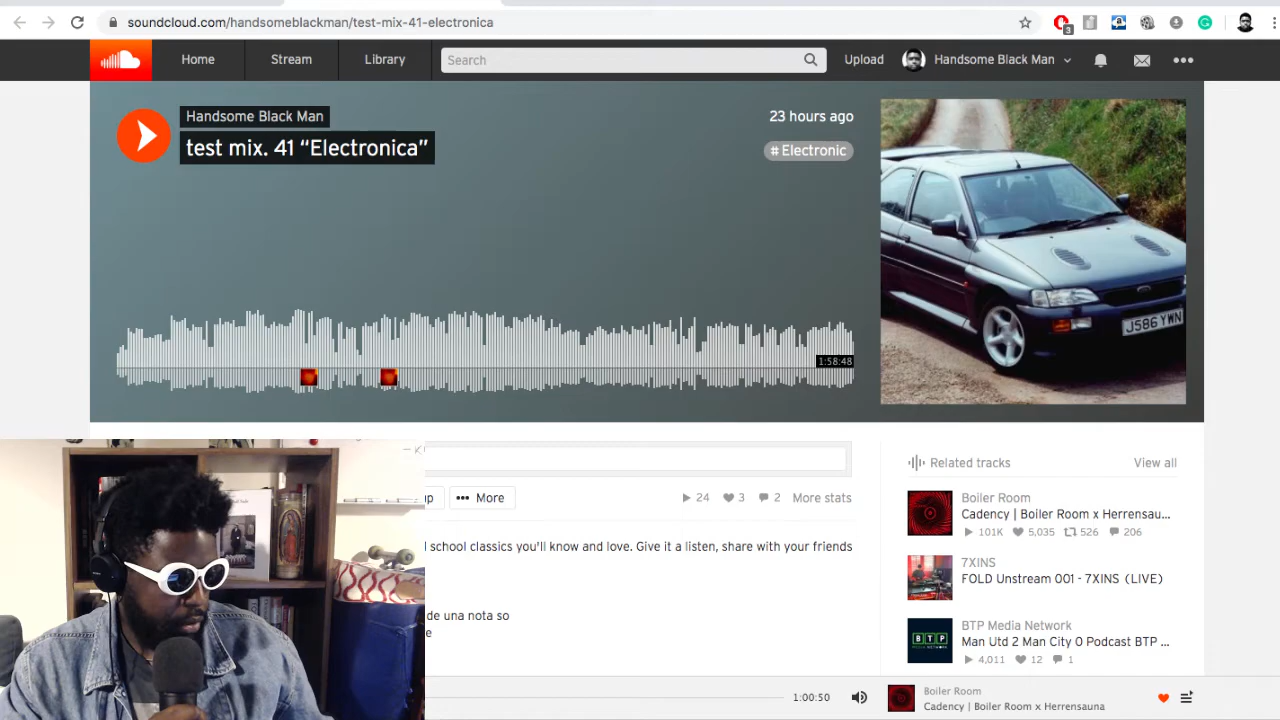 soundcloud.com/handsomeblackman/test-mix-41-electronica
3
Home Stream Library Search Upload Handsome Black Man
Handsome Black Man
test mix. 41 “Electronica”
23 hours ago
# Electronic
J586 YWN
1:58:48
More
24 3 2 More stats
school classics you'll know and love. Give it a listen, share with your friends
de una nota so
Related tracks View all
Boiler Room
Cadency | Boiler Room x Herrensau...
101K 5,035 526 206
7XINS
FOLD Unstream 001 - 7XINS (LIVE)
BTP Media Network
Man Utd 2 Man City 0 Podcast BTP ...
4,011 12 1
BTP
1:00:50
Boiler Room
Cadency | Boiler Room x Herrensauna